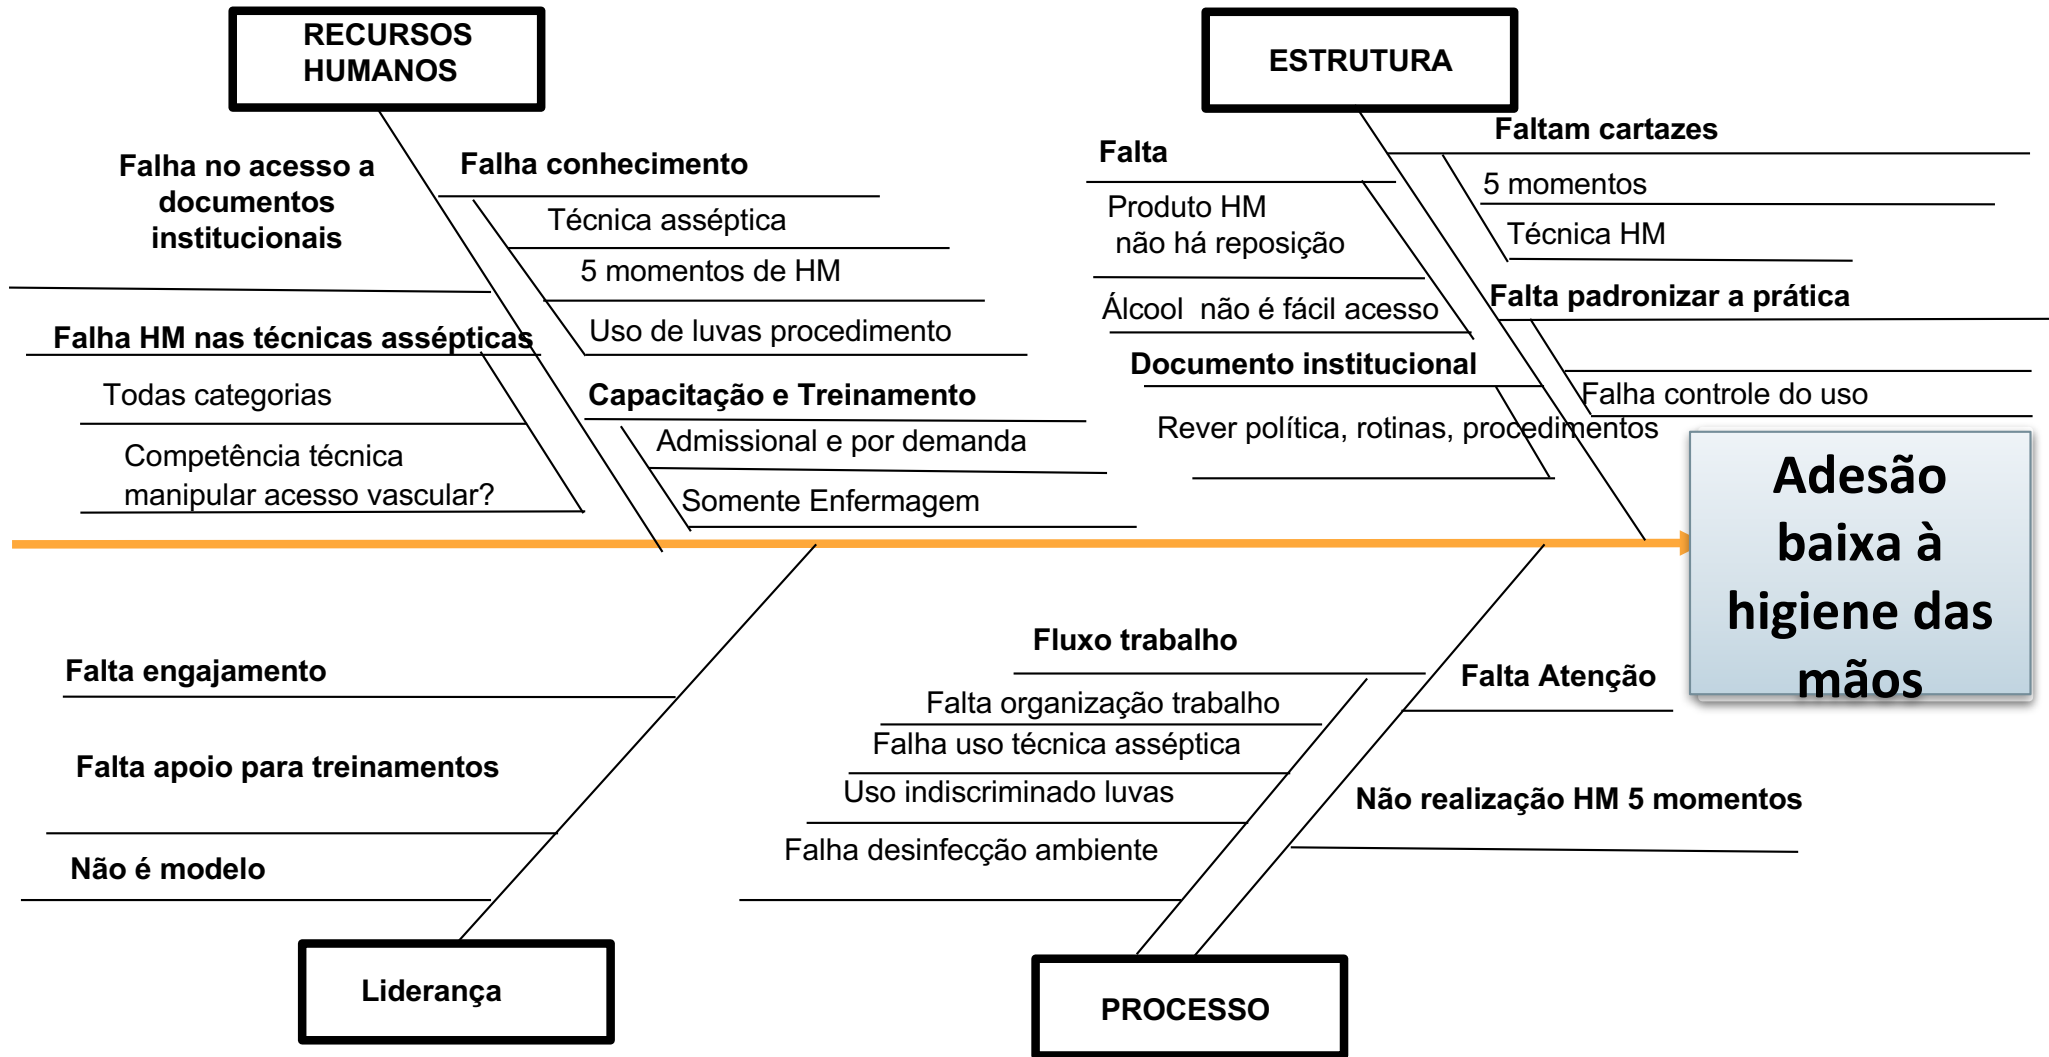 RECURSOS
HUMANOS
Falha no acesso a
documentos
institucionais
Falha conhecimento
Técnica asséptica
5 momentos de HM
Uso de luvas procedimento
Falha HM nas técnicas assépticas
Todas categorias
Competência técnica
manipular acesso vascular?
Capacitação e Treinamento
Admissional e por demanda
Somente Enfermagem
ESTRUTURA
Falta
Produto HM
não há reposição
Álcool  não é fácil acesso
Documento institucional
Rever política, rotinas, procedimentos
Faltam cartazes
5 momentos
Técnica HM
Falta padronizar a prática
Falha controle do uso
Adesão
baixa à
higiene das
mãos
Falta engajamento
Falta apoio para treinamentos
Não é modelo
Liderança
Fluxo trabalho
Falta organização trabalho
Falha uso técnica asséptica
Uso indiscriminado luvas
Falha desinfecção ambiente
Falta Atenção
Não realização HM 5 momentos
PROCESSO